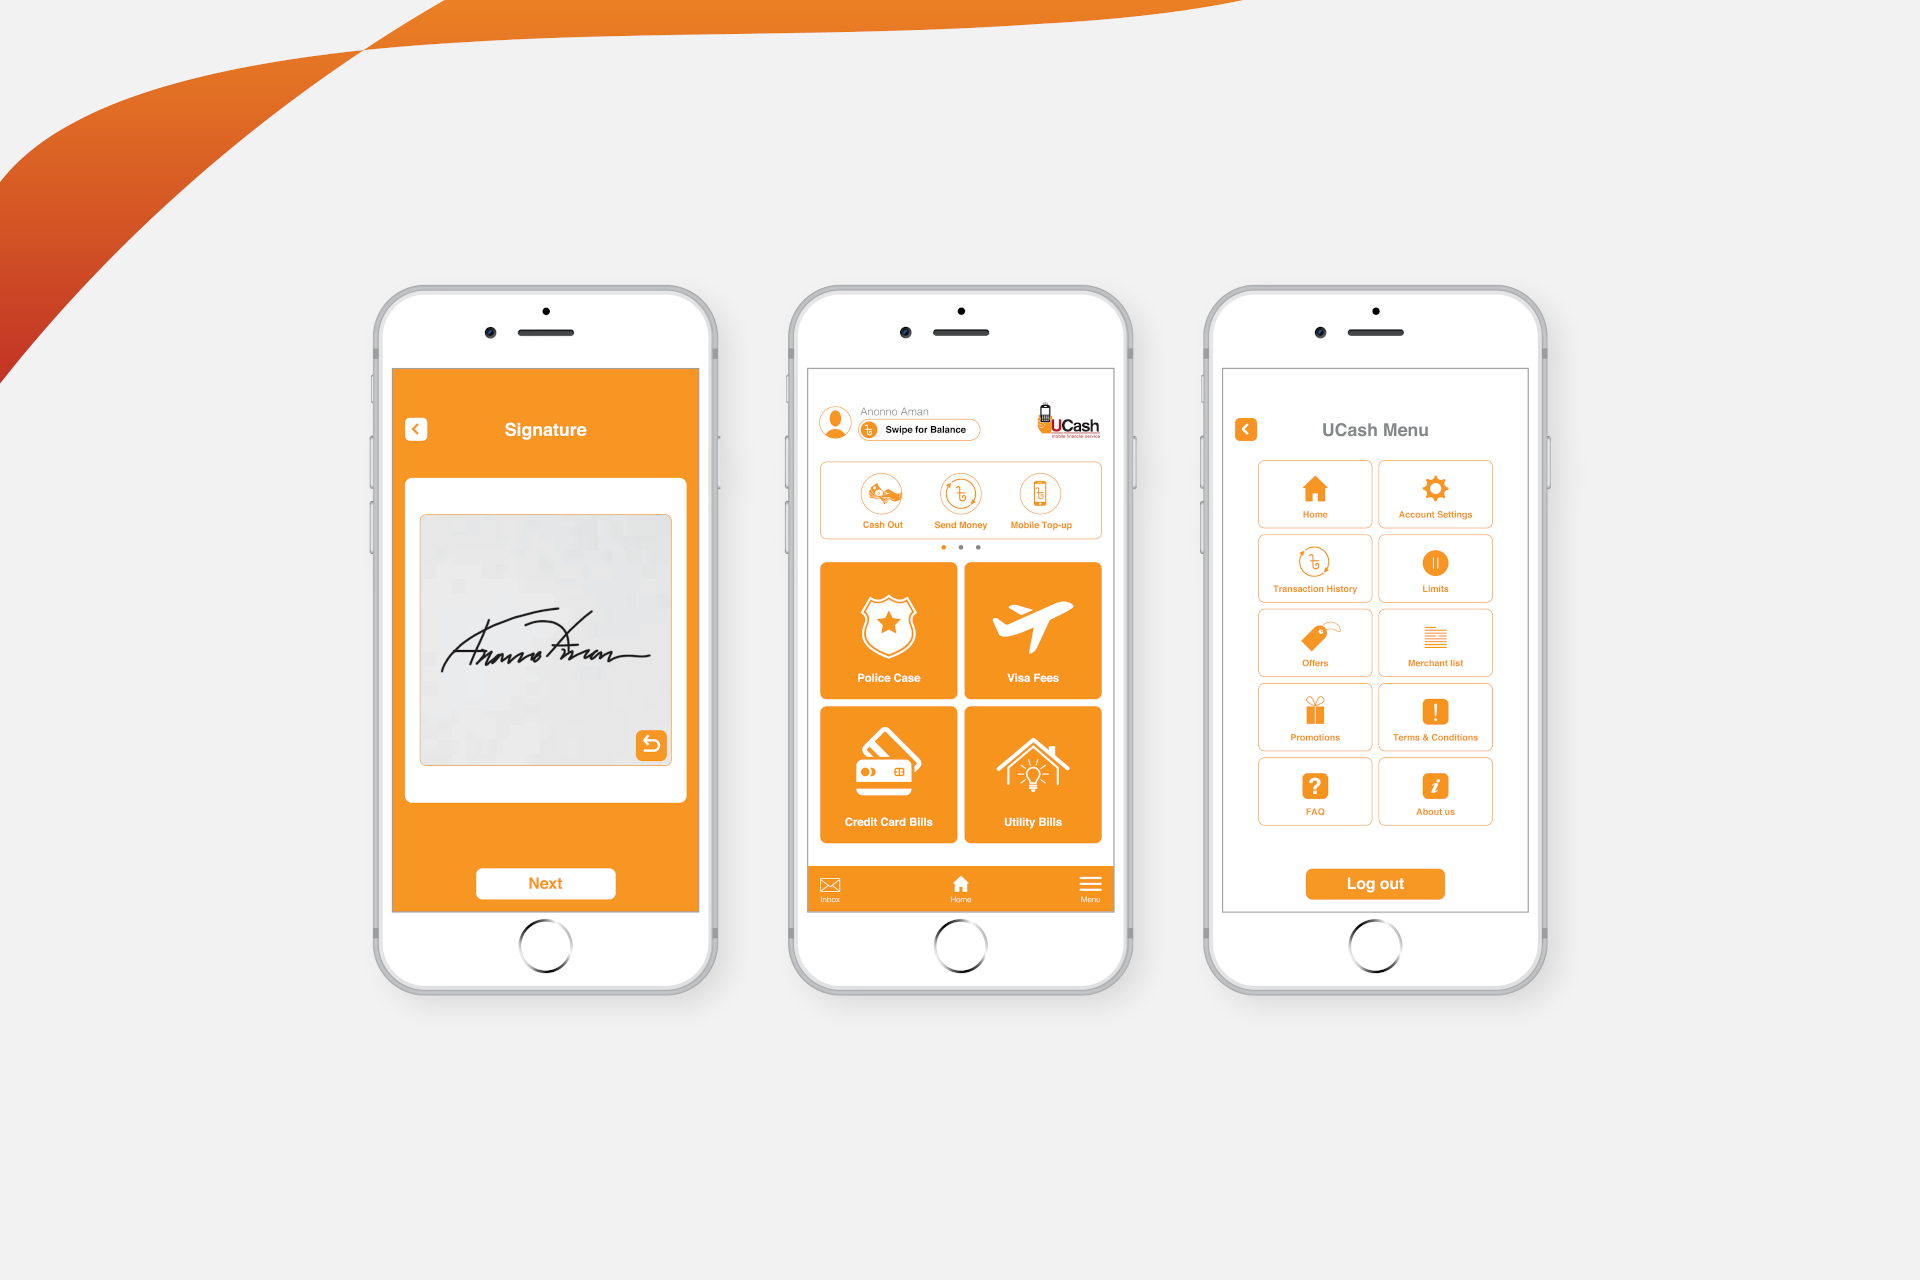 Signature
Anonno Aman
Next
Anonno Aman
৳ Swipe for Balance
UCash
mobile financial service
Cash Out
Send Money
Mobile Top-up
Police Case
Visa Fees
Credit Card Bills
Utility Bills
Inbox
Home
Menu
UCash Menu
Home
Account Settings
Transaction History
Limits
Offers
Merchant list
Promotions
Terms & Conditions
FAQ
About us
Log out